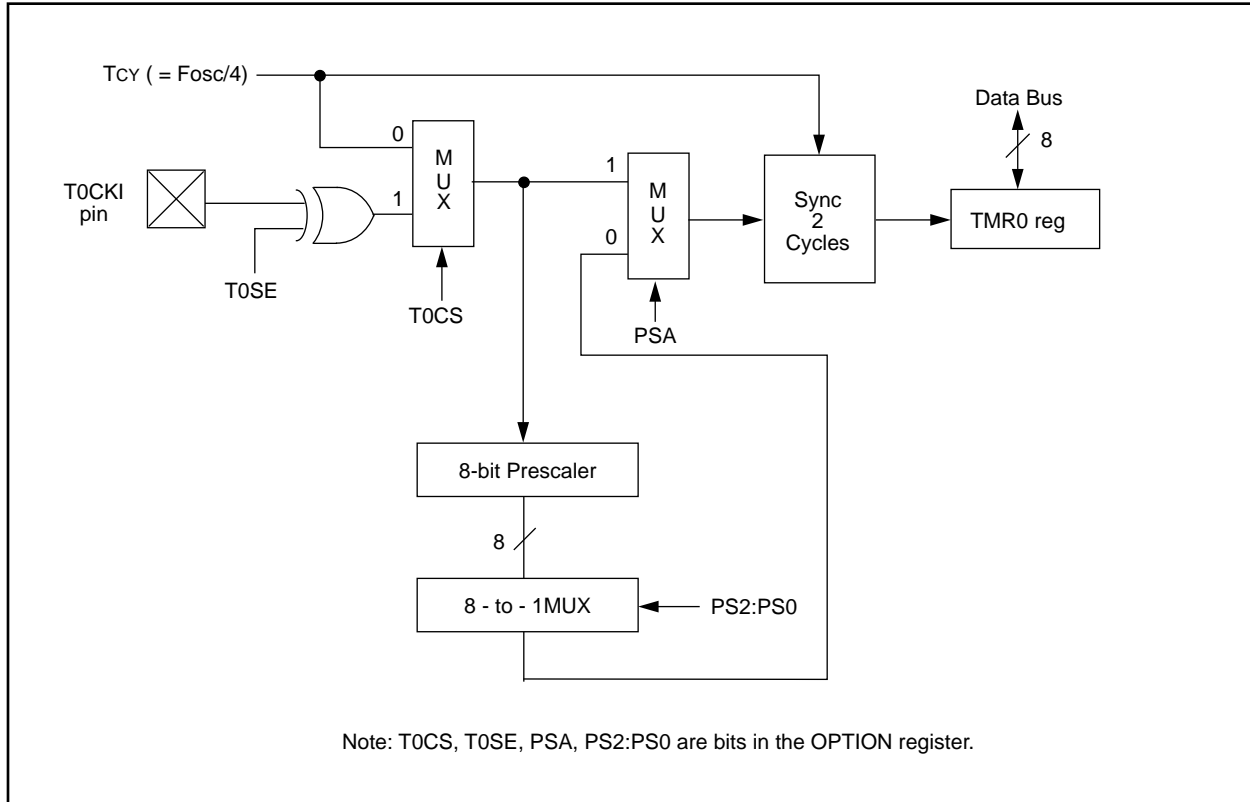 TCY ( = Fosc/4)
Data Bus
8
0
M
U
X
1
T0CKI
pin
1
M
U
X
0
Sync
2
Cycles
TMR0 reg
T0SE
T0CS
PSA
8-bit Prescaler
8
8 - to - 1MUX
PS2:PS0
Note: T0CS, T0SE, PSA, PS2:PS0 are bits in the OPTION register.